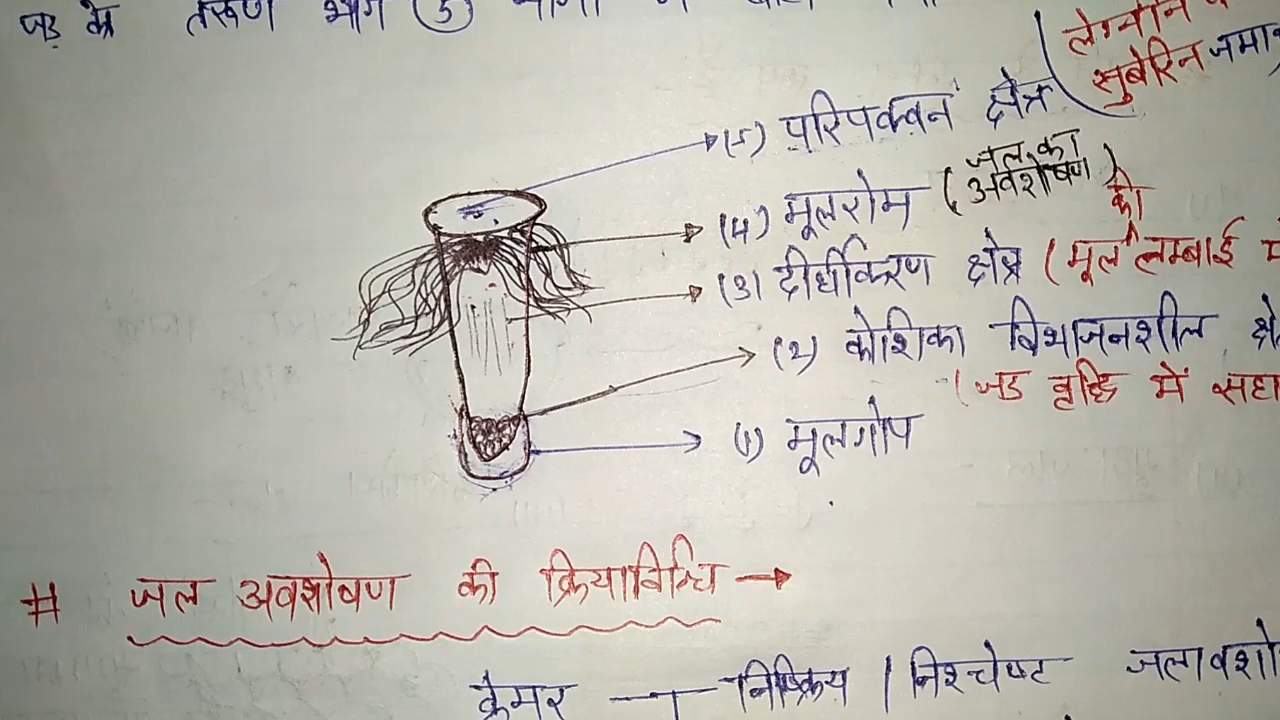 जड़ के तरूण भाग (5)
लेग्नीन
सुबेरिन जमाव
(5) परिपक्वन क्षेत्र
(4) मूलरोम (जल का अवशोषण)
की
(3) दीर्घीकरण क्षेत्र (मूल लम्बाई में
(2) कोशिका विभाजनशील क्षे
(जड वृद्धि में सहा
(1) मूलगोप
# जल अवशोषण की क्रियाविधि →
क्रेमर — निष्क्रिय / निश्चेष्ट जलावशो